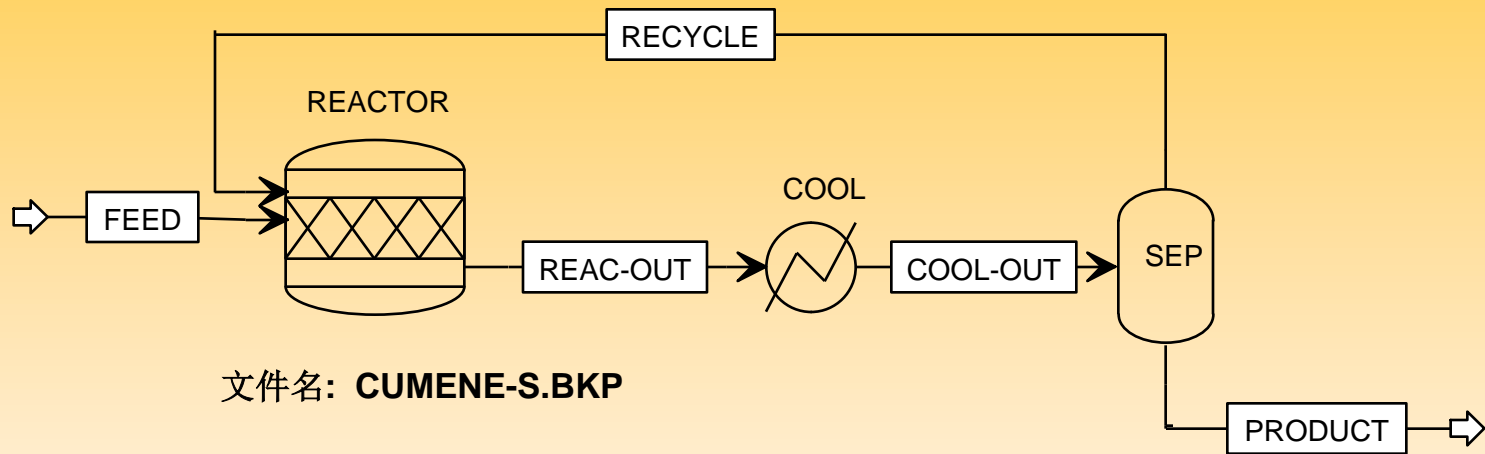 RECYCLE
REACTOR
FEED
COOL
REAC-OUT
COOL-OUT
SEP
文件名: CUMENE-S.BKP
PRODUCT